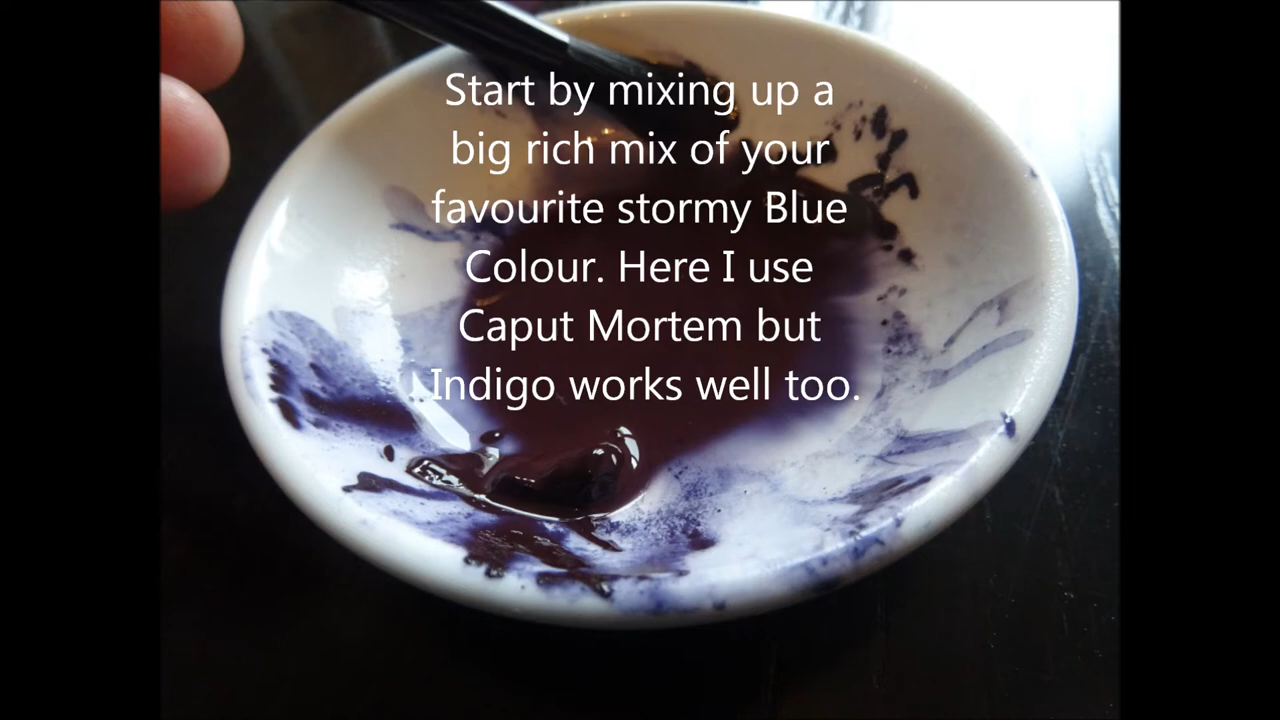 Start by mixing up a
big rich mix of your
favourite stormy Blue
Colour. Here I use
Caput Mortem but
Indigo works well too.